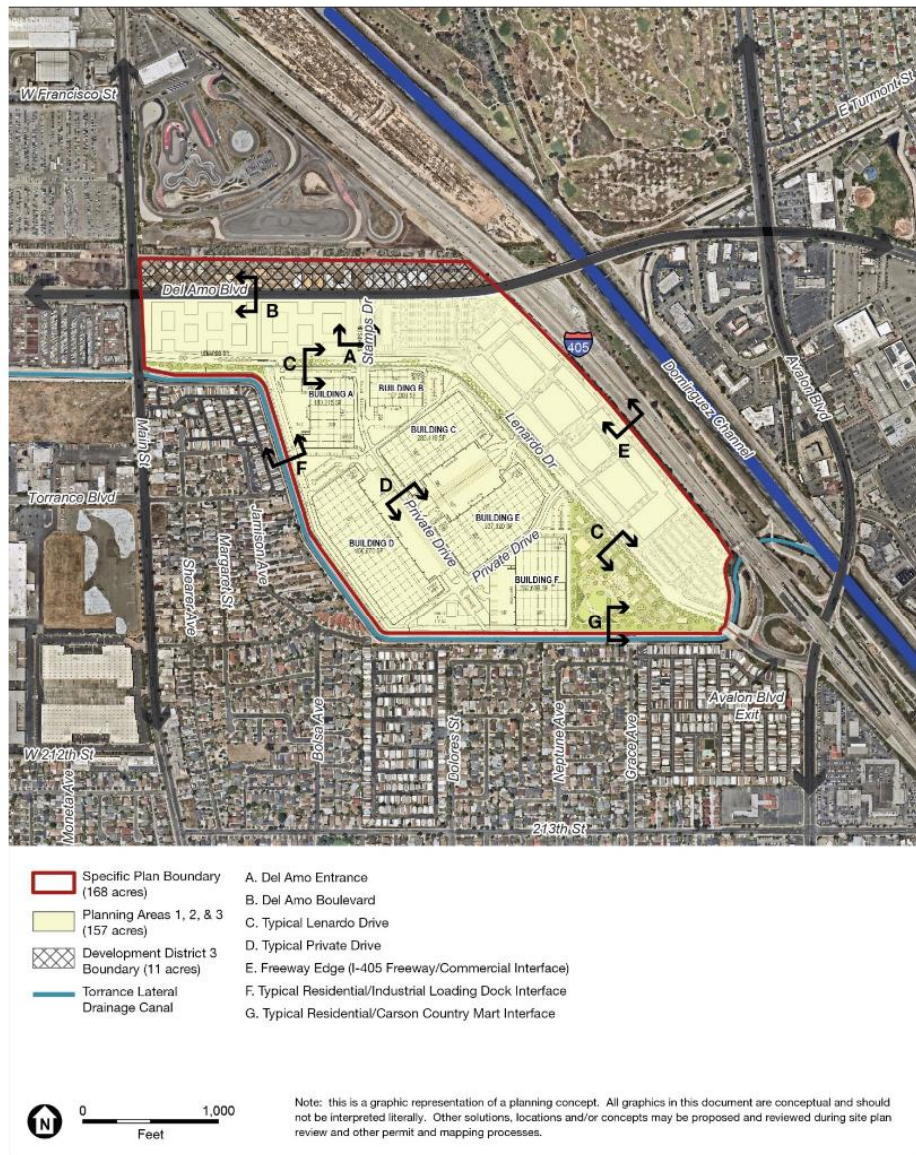 W Francisco St
E Turmont St
Del Amo Blvd
B
Stamps Dr
A
405
C
LENARDO DR.
BUILDING A
BUILDING B
Dominguez Channel
Avalon Blvd
Lenardo Dr
BUILDING C
E
Main St
F
D
Torrance Blvd
Private Drive
BUILDING E
Private Drive
C
BUILDING D
Jamison Ave
Margaret St
Shearer Ave
BUILDING F
G
Avalon Blvd
Exit
Bolsa Ave
Dolores St
Neptune Ave
Grace Ave
W 212th St
Moneta Ave
213th St
Specific Plan Boundary
(168 acres)
Planning Areas 1, 2, & 3
(157 acres)
Development District 3
Boundary (11 acres)
Torrance Lateral
Drainage Canal
A. Del Amo Entrance
B. Del Amo Boulevard
C. Typical Lenardo Drive
D. Typical Private Drive
E. Freeway Edge (I-405 Freeway/Commercial Interface)
F. Typical Residential/Industrial Loading Dock Interface
G. Typical Residential/Carson Country Mart Interface
N
0 1,000
Feet
Note: this is a graphic representation of a planning concept. All graphics in this document are conceptual and should
not be interpreted literally. Other solutions, locations and/or concepts may be proposed and reviewed during site plan
review and other permit and mapping processes.